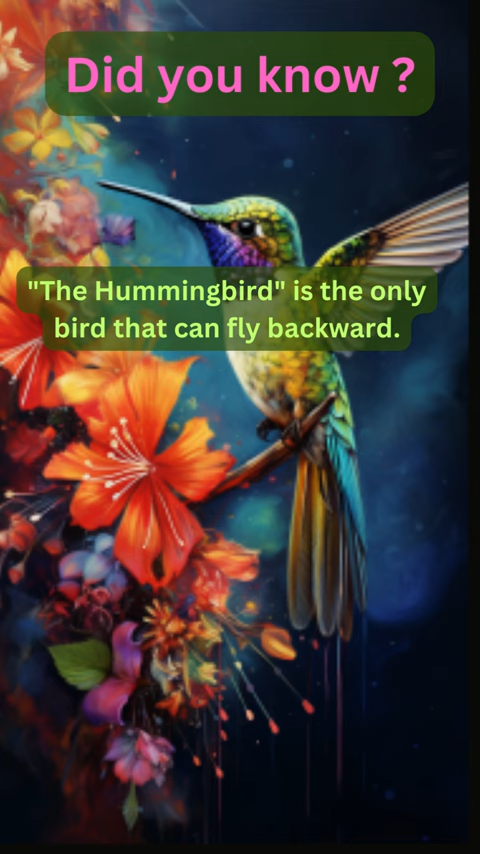 Did you know ?
"The Hummingbird" is the only
bird that can fly backward.